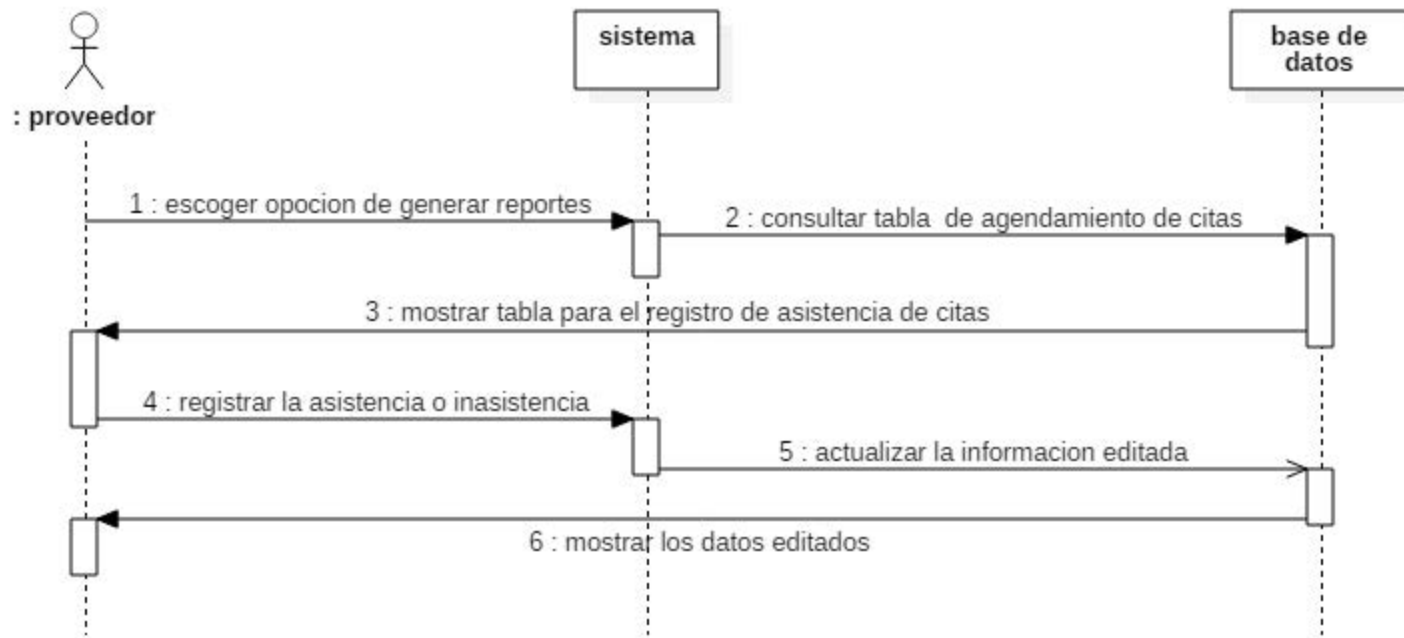 sistema
base de
datos
: proveedor
1 : escoger opocion de generar reportes
2 : consultar tabla  de agendamiento de citas
3 : mostrar tabla para el registro de asistencia de citas
4 : registrar la asistencia o inasistencia
5 : actualizar la informacion editada
6 : mostrar los datos editados